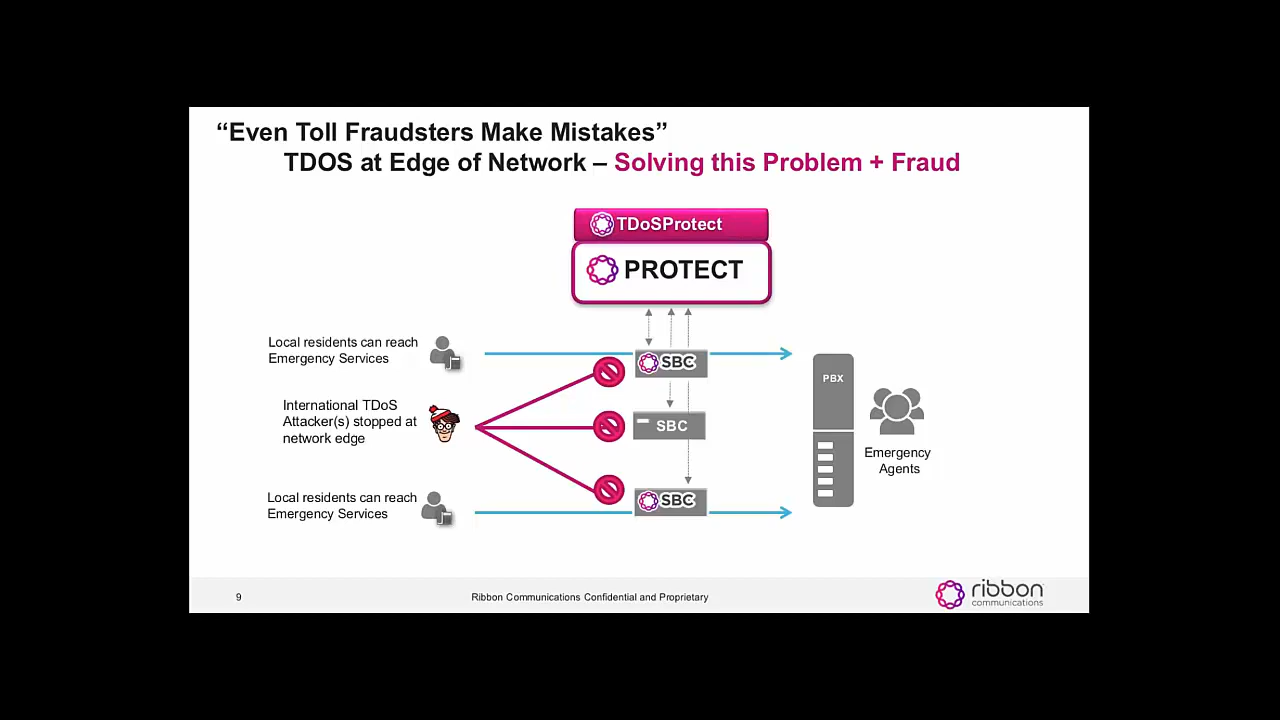 “Even Toll Fraudsters Make Mistakes”
TDOS at Edge of Network – Solving this Problem + Fraud
TDoSProtect
PROTECT
Local residents can reach
Emergency Services
SBC
PBX
International TDoS
Attacker(s) stopped at
network edge
SBC
Emergency
Agents
Local residents can reach
Emergency Services
SBC
9
Ribbon Communications Confidential and Proprietary
ribbon
communications